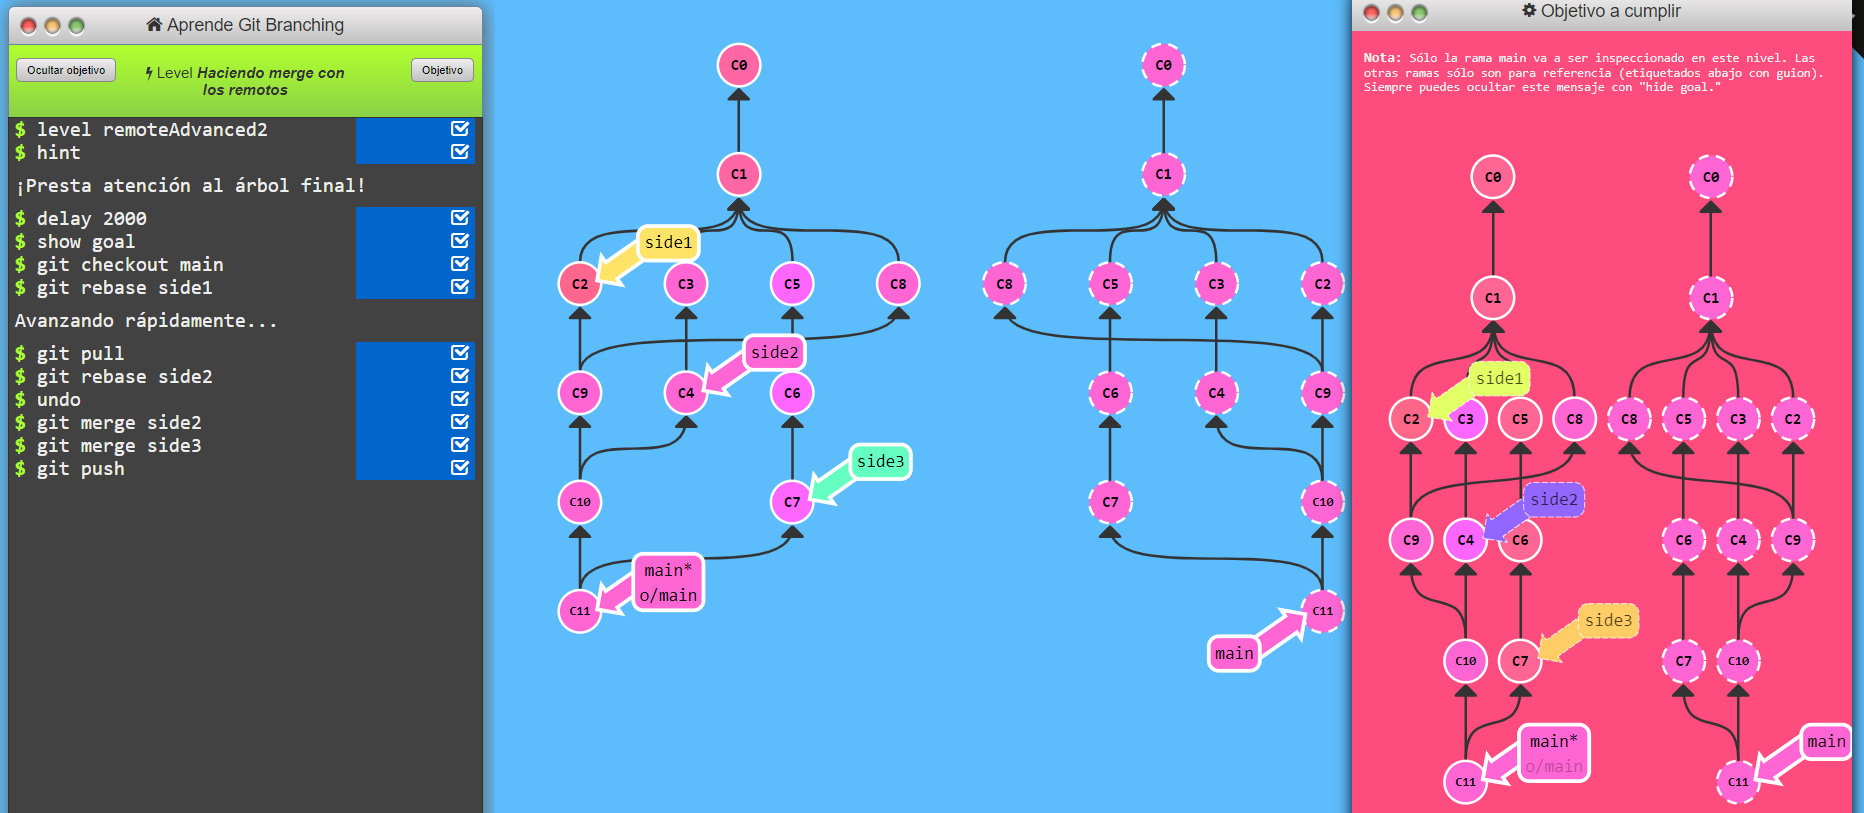 Aprende Git Branching
Ocultar objetivo
Level Haciendo merge con
los remotos
Objetivo
$ level remoteAdvanced2
$ hint
¡Presta atención al árbol final!
$ delay 2000
$ show goal
$ git checkout main
$ git rebase side1
Avanzando rápidamente...
$ git pull
$ git rebase side2
$ undo
$ git merge side2
$ git merge side3
$ git push
C0
C1
side1
C2
C3
C5
C8
side2
C9
C4
C6
side3
C10
C7
main*
o/main
C11
C0
C1
C8
C5
C3
C2
C6
C4
C9
C7
C10
C11
main
Objetivo a cumplir
Nota: Sólo la rama main va a ser inspeccionado en este nivel. Las
otras ramas sólo son para referencia (etiquetados abajo con guion).
Siempre puedes ocultar este mensaje con "hide goal."
C0
C1
side1
C2
C3
C5
C8
side2
C9
C4
C6
side3
C10
C7
main*
o/main
C11
C0
C1
C8
C5
C3
C2
C6
C4
C9
C7
C10
main
C11